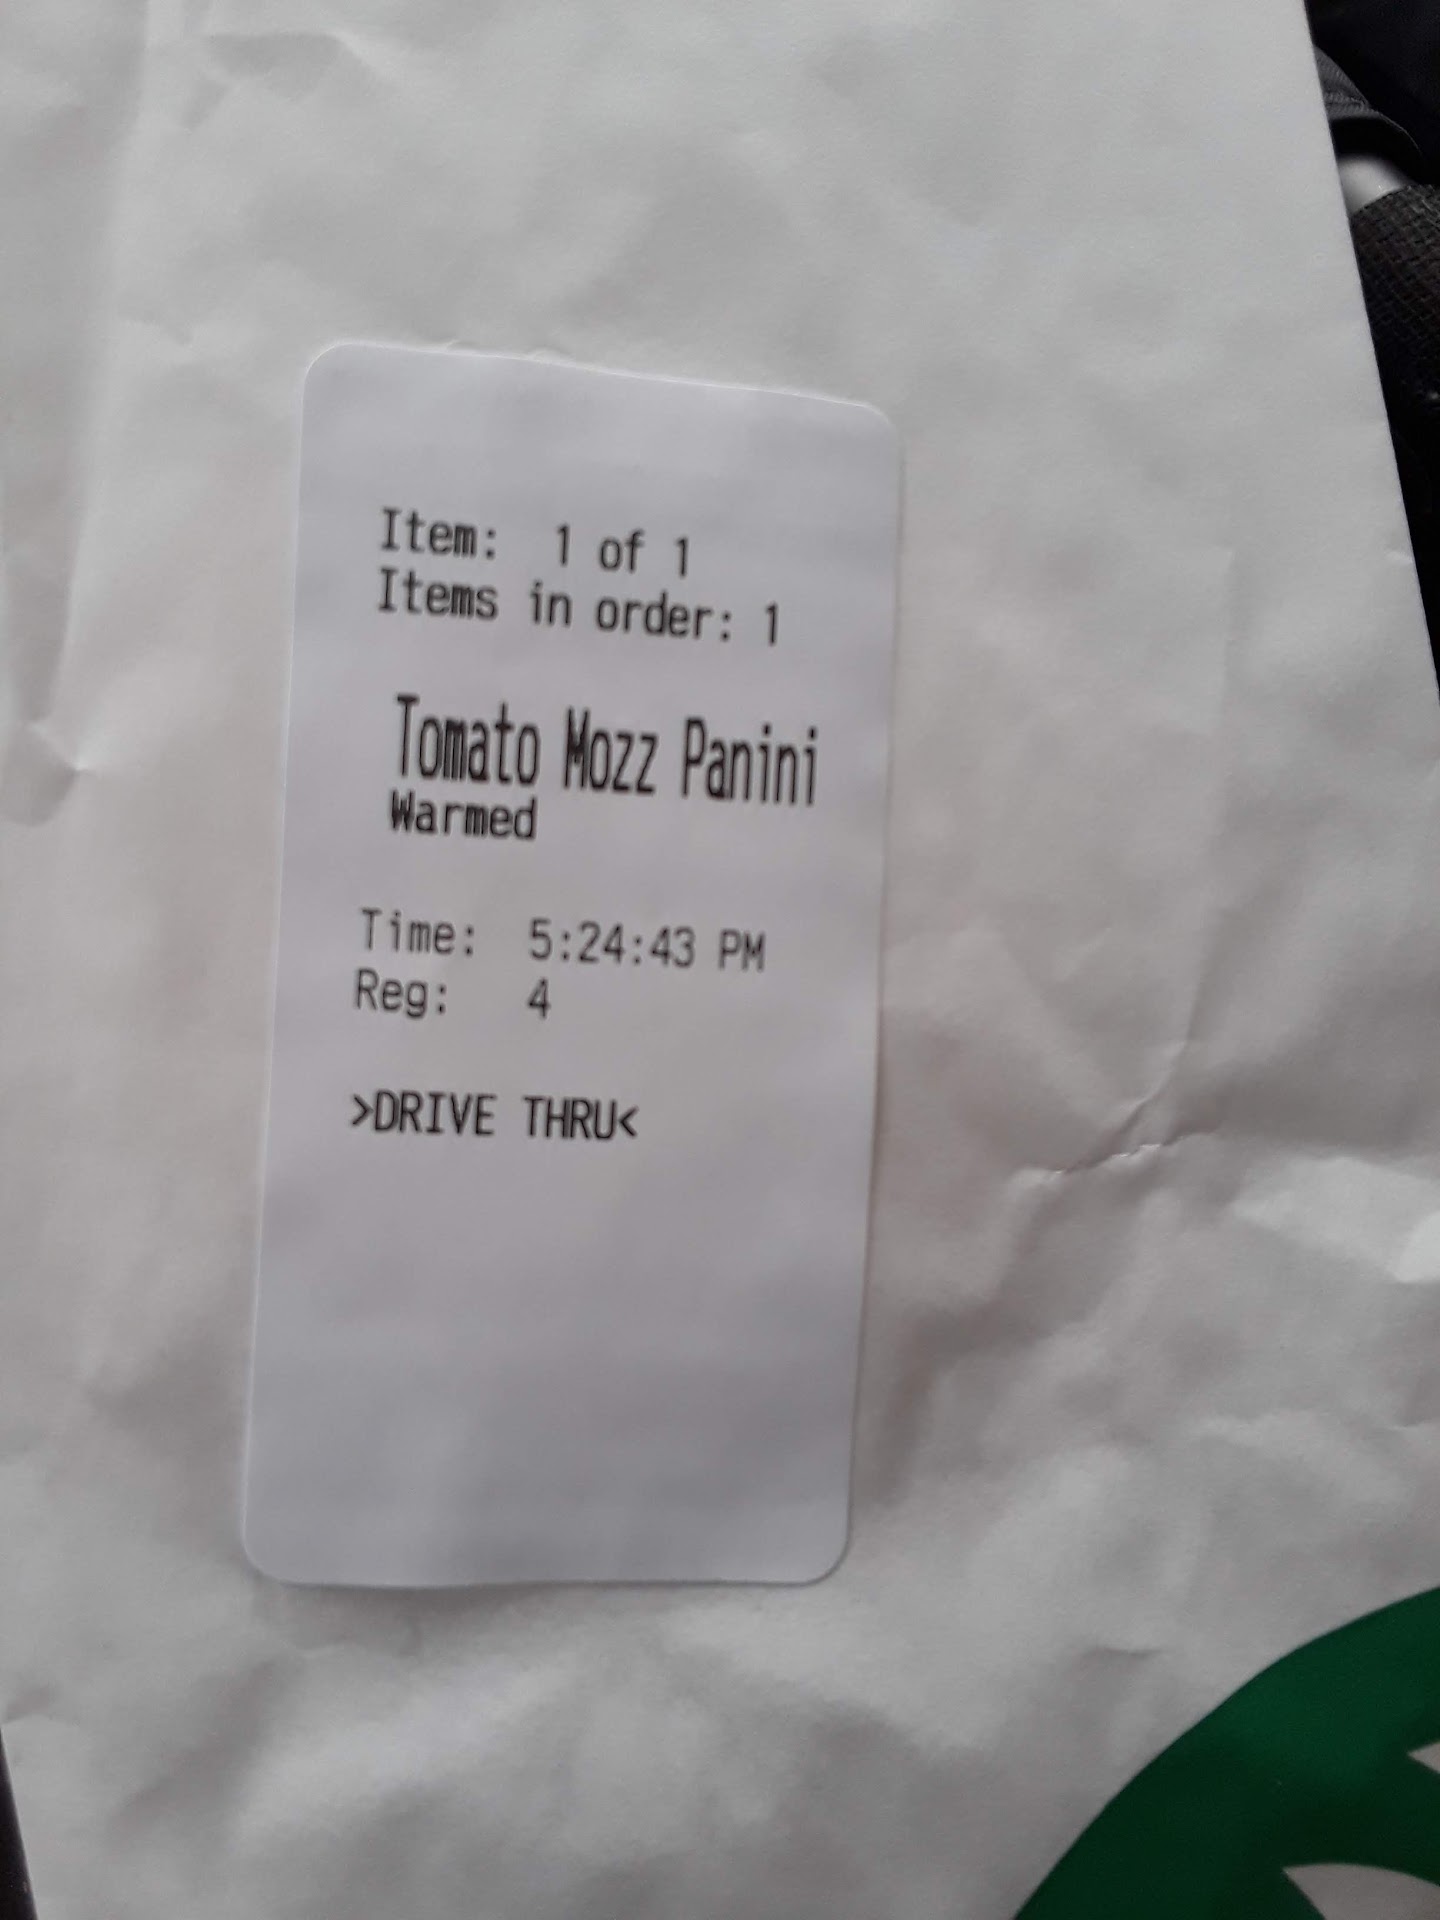 Item: 1 of 1
Items in order: 1
Tomato Mozz Panini
Warmed
Time: 5:24:43 PM
Reg: 4
>DRIVE THRU<